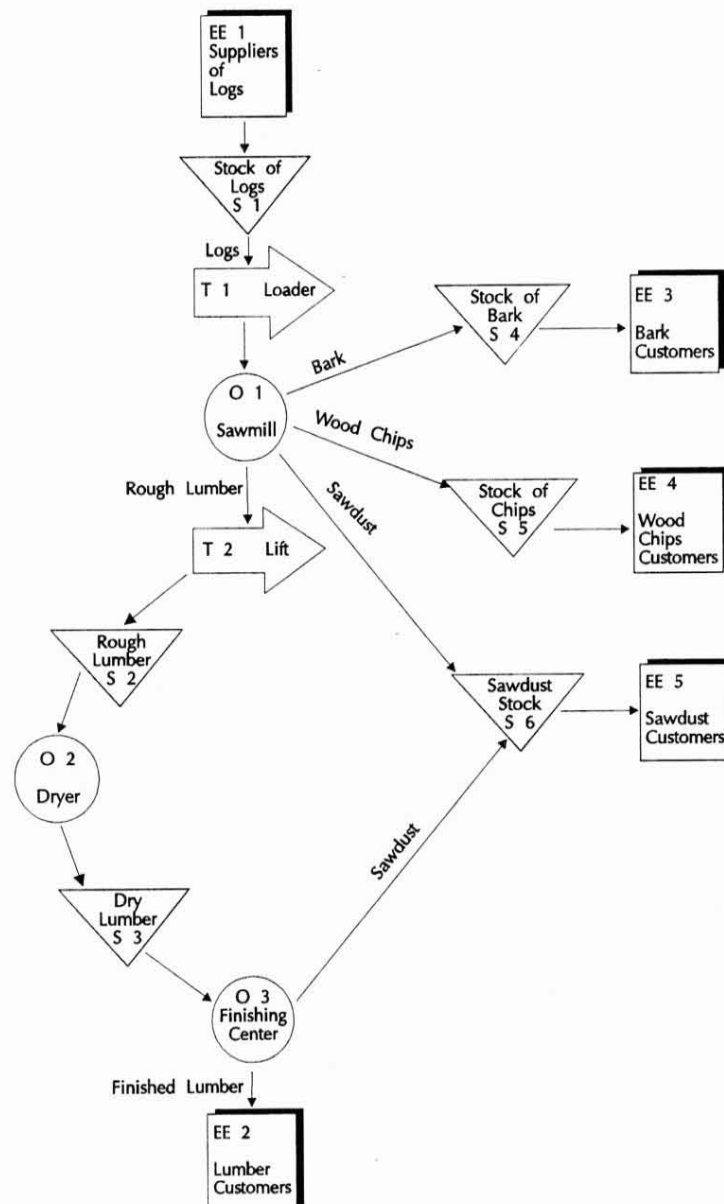 EE 1
Suppliers
of
Logs
Stock of
Logs
S 1
Logs
T 1 Loader
O 1
Sawmill
Bark
Stock of
Bark
S 4
EE 3
Bark
Customers
Wood Chips
Stock of
Chips
S 5
EE 4
Wood
Chips
Customers
Rough Lumber
Sawdust
T 2 Lift
Rough
Lumber
S 2
Sawdust
Stock
S 6
EE 5
Sawdust
Customers
O 2
Dryer
Sawdust
Dry
Lumber
S 3
O 3
Finishing
Center
Finished Lumber
EE 2
Lumber
Customers